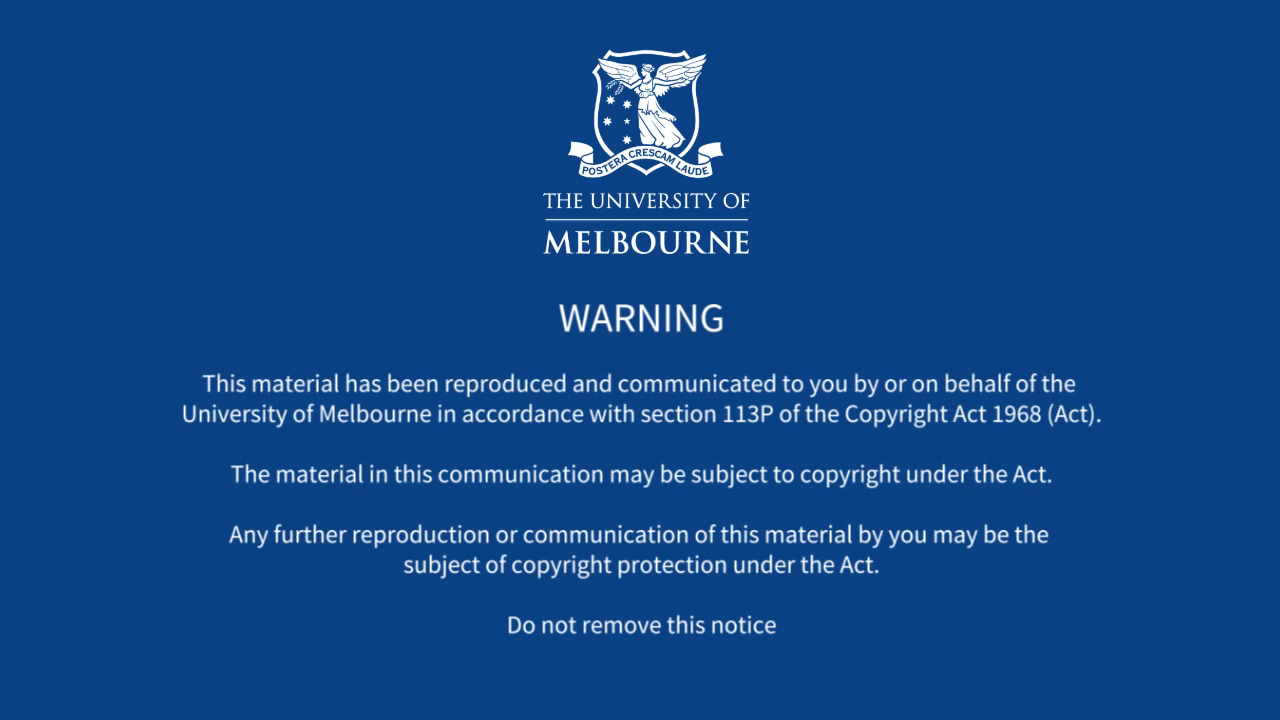 POSTERA CRESCAM LAUDE
THE UNIVERSITY OF
MELBOURNE
WARNING
This material has been reproduced and communicated to you by or on behalf of the
University of Melbourne in accordance with section 113P of the Copyright Act 1968 (Act).
The material in this communication may be subject to copyright under the Act.
Any further reproduction or communication of this material by you may be the
subject of copyright protection under the Act.
Do not remove this notice